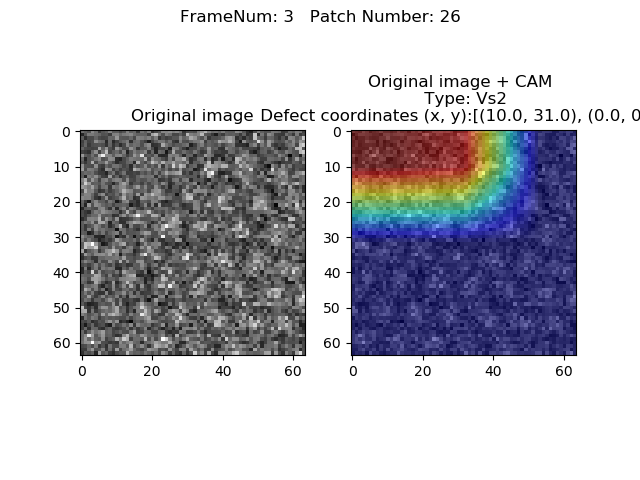 FrameNum: 3   Patch Number: 26
Original image
Original image + CAM
Type: Vs2
Defect coordinates (x, y):[(10.0, 31.0), (0.0, 0
0
10
20
30
40
50
60
0 20 40 60
0
10
20
30
40
50
60
0 20 40 60